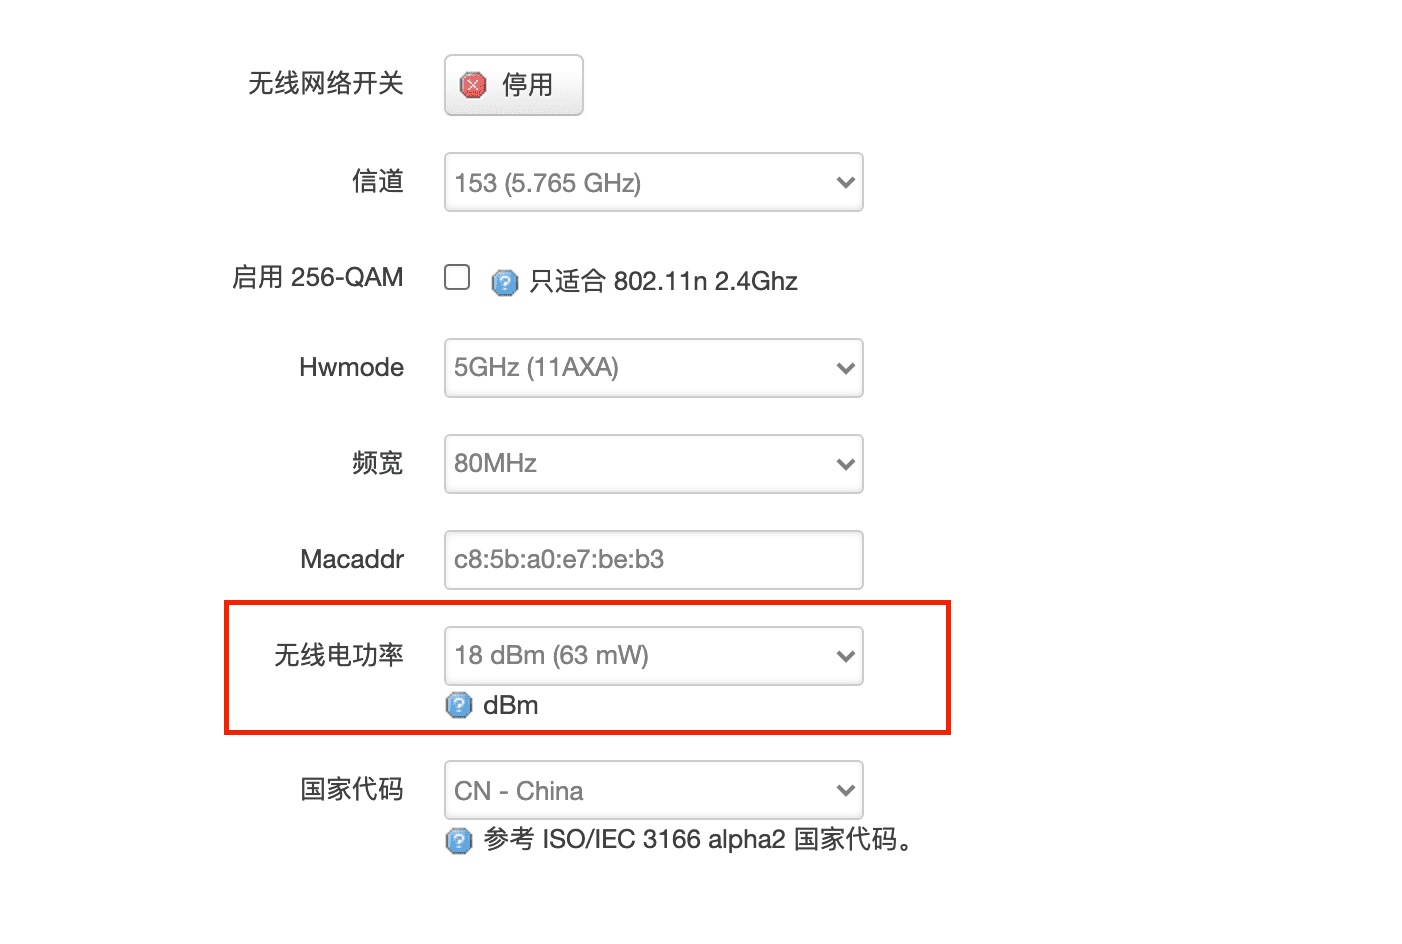 无线网络开关 停用
信道 153 (5.765 GHz)
启用 256-QAM 只适合 802.11n 2.4Ghz
Hwmode 5GHz (11AXA)
频宽 80MHz
Macaddr c8:5b:a0:e7:be:b3
无线电功率 18 dBm (63 mW)
dBm
国家代码 CN - China
参考 ISO/IEC 3166 alpha2 国家代码。